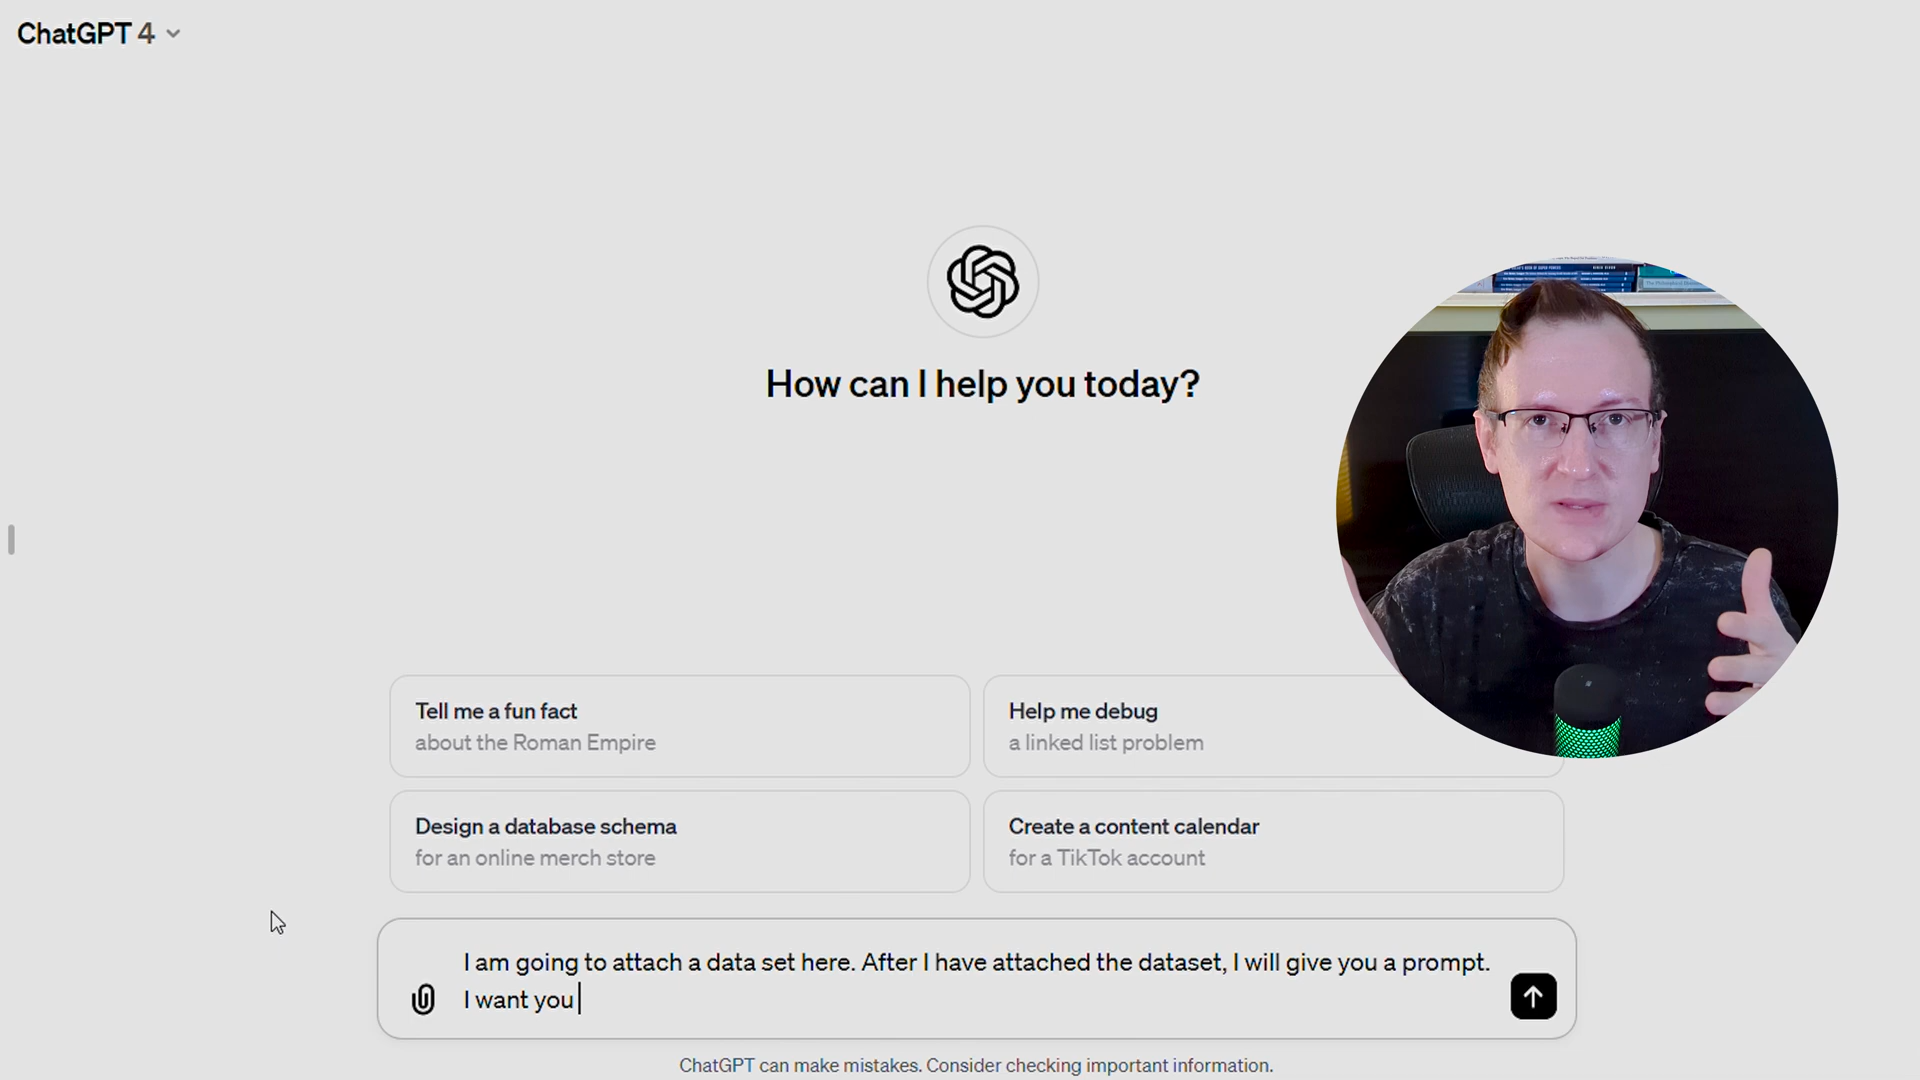 ChatGPT 4
How can I help you today?
Tell me a fun fact
about the Roman Empire
Help me debug
a linked list problem
Design a database schema
for an online merch store
Create a content calendar
for a TikTok account
I am going to attach a data set here. After I have attached the dataset, I will give you a prompt.
I want you
ChatGPT can make mistakes. Consider checking important information.